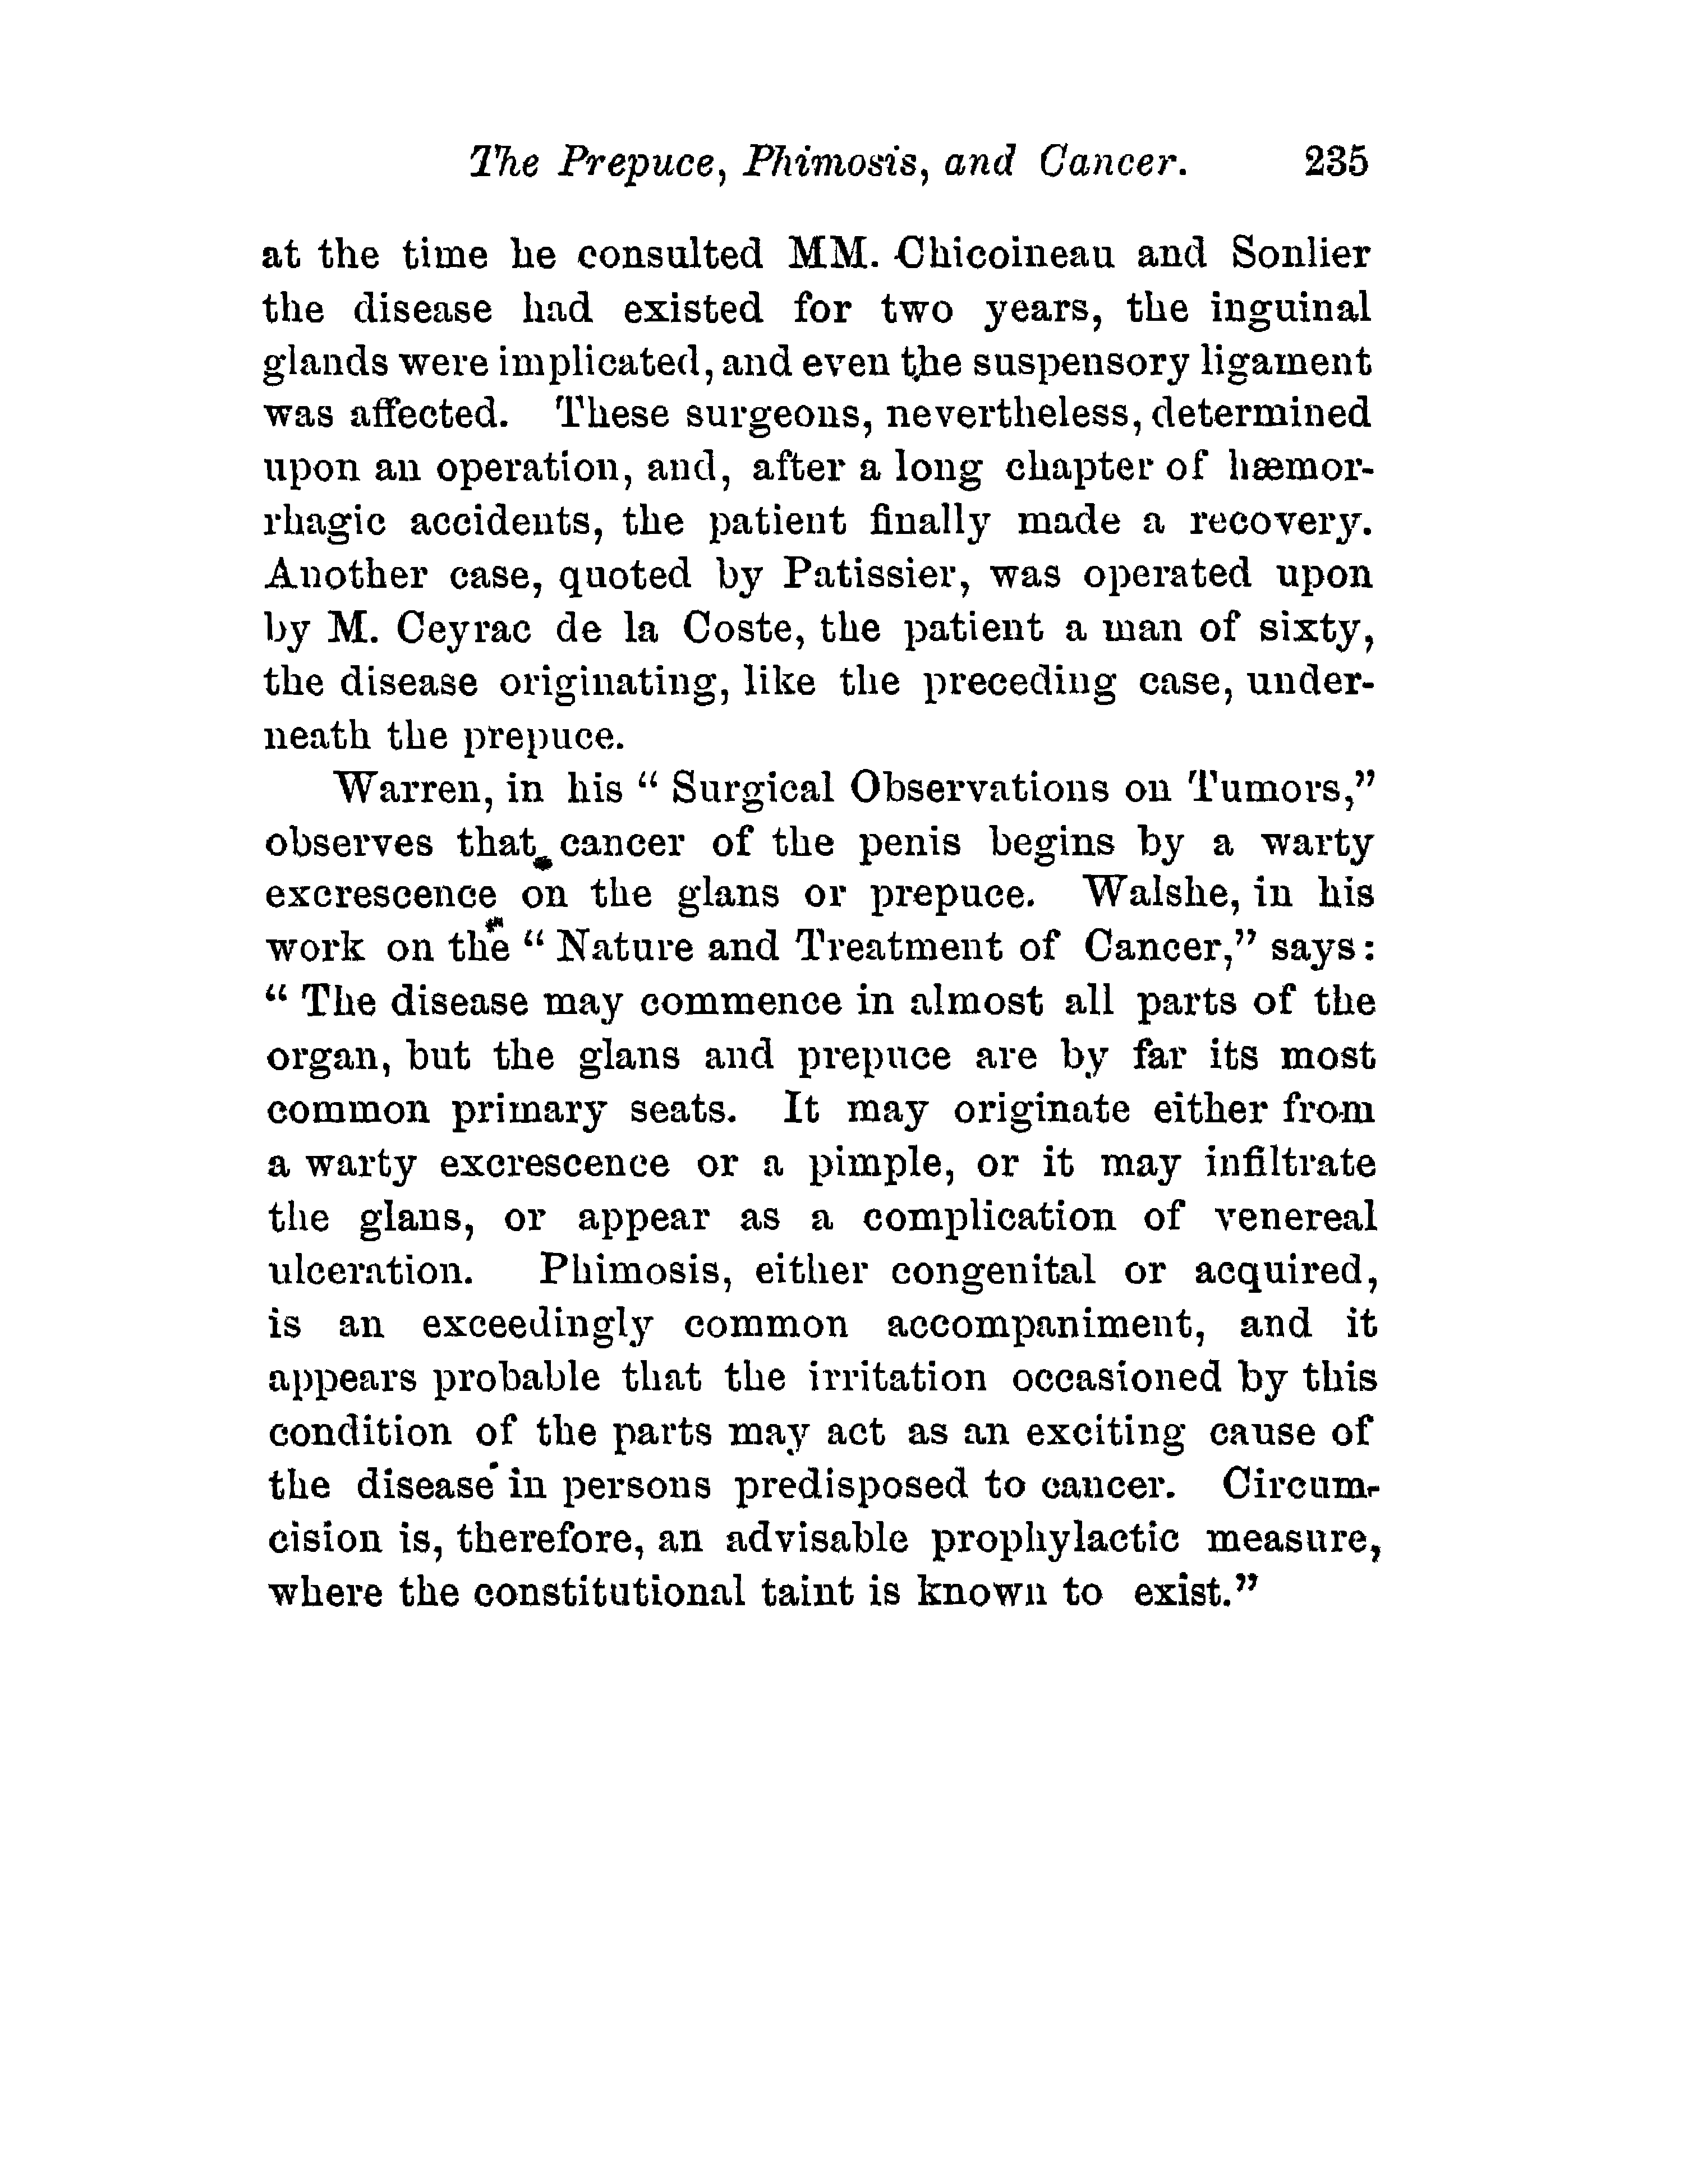 The Prepuce, Phimosis, and Cancer. 235
at the time he consulted MM. Chicoineau and Sonlier
the disease had existed for two years, the inguinal
glands were implicated, and even the suspensory ligament
was affected. These surgeons, nevertheless, determined
upon an operation, and, after a long chapter of hæmor-
rhagic accidents, the patient finally made a recovery.
Another case, quoted by Patissier, was operated upon
by M. Ceyrac de la Coste, the patient a man of sixty,
the disease originating, like the preceding case, under-
neath the prepuce.
Warren, in his “ Surgical Observations on Tumors,”
observes that cancer of the penis begins by a warty
excrescence on the glans or prepuce. Walshe, in his
work on the “ Nature and Treatment of Cancer,” says:
“ The disease may commence in almost all parts of the
organ, but the glans and prepuce are by far its most
common primary seats. It may originate either from
a warty excrescence or a pimple, or it may infiltrate
the glans, or appear as a complication of venereal
ulceration. Phimosis, either congenital or acquired,
is an exceedingly common accompaniment, and it
appears probable that the irritation occasioned by this
condition of the parts may act as an exciting cause of
the disease in persons predisposed to cancer. Circum-
cision is, therefore, an advisable prophylactic measure,
where the constitutional taint is known to exist.”